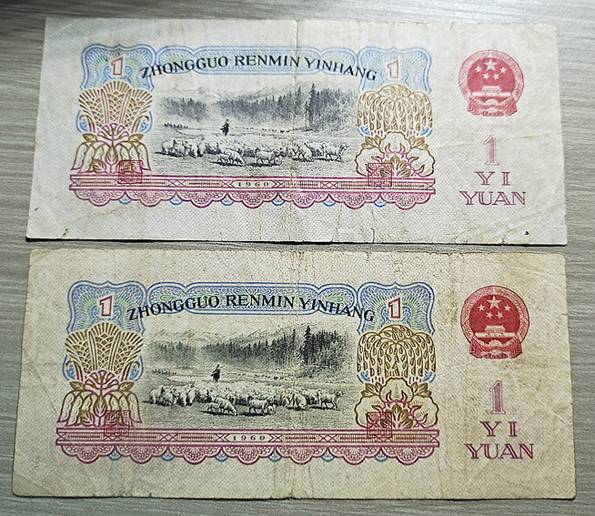 1 ZHONGGUO RENMIN YINHANG 1
1
YI
YUAN
1960
1 ZHONGGUO RENMIN YINHANG 1
1
YI
YUAN
1960